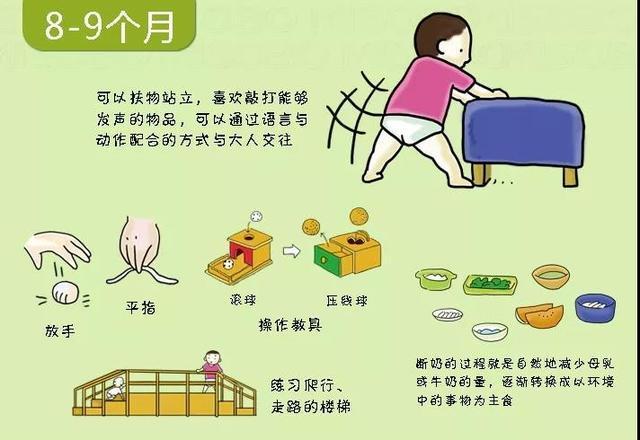 8-9个月
可以扶物站立，喜欢敲打能够
发声的物品，可以通过语言与
动作配合的方式与大人交往
放手
平指
滚球
压线球
操作教具
练习爬行、
走路的楼梯
断奶的过程就是自然地减少母乳
或牛奶的量，逐渐转换成以环境
中的事物为主食